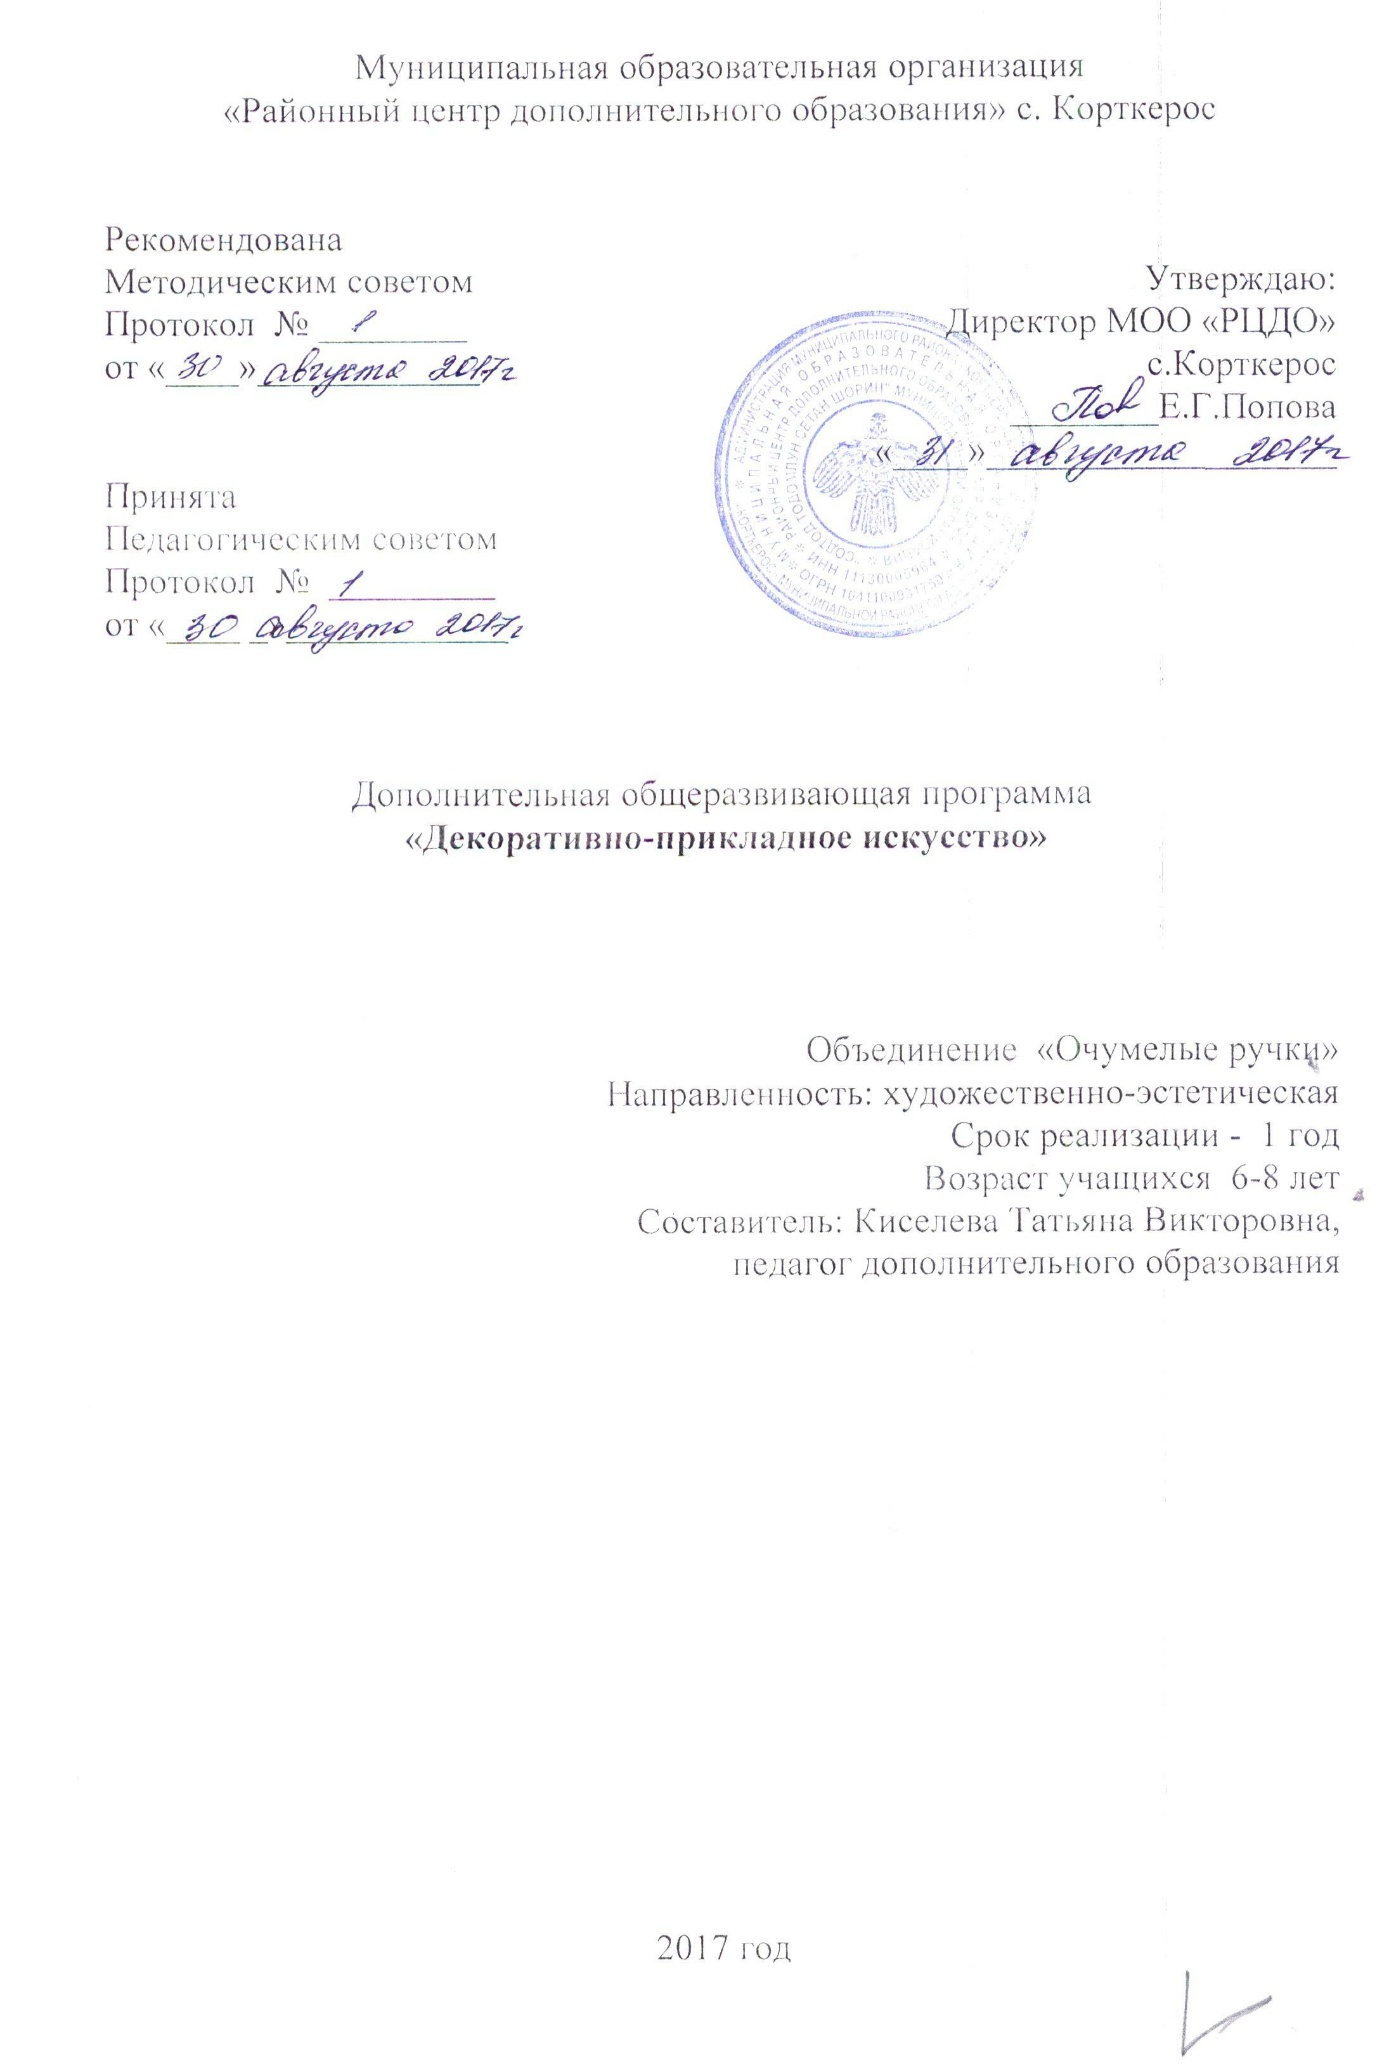 Муниципальная образовательная организация
«Районный центр дополнительного образования» с. Корткерос
Рекомендована
Методическим советом
Протокол № 1
от «30» августа 2017г
Утверждаю:
Директор МОО «РЦДО»
с.Корткерос
Е.Г.Попова
«31» августа 2017г
Принята
Педагогическим советом
Протокол № 1
от «30 августа 2017г
Дополнительная общеразвивающая программа
«Декоративно-прикладное искусство»
Объединение «Очумелые ручки»
Направленность: художественно-эстетическая
Срок реализации - 1 год
Возраст учащихся 6-8 лет
Составитель: Киселева Татьяна Викторовна,
педагог дополнительного образования
2017 год